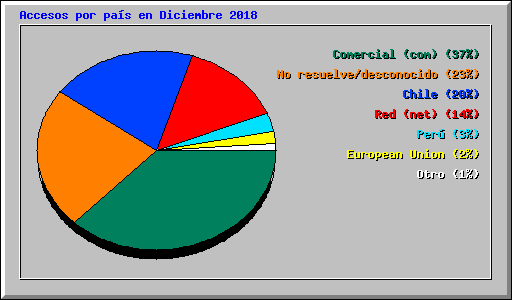 Accesos por país en Diciembre 2018
Comercial (com) (37%)
No resuelve/desconocido (23%)
Chile (20%)
Red (net) (14%)
Perú (3%)
European Union (2%)
Otro (1%)